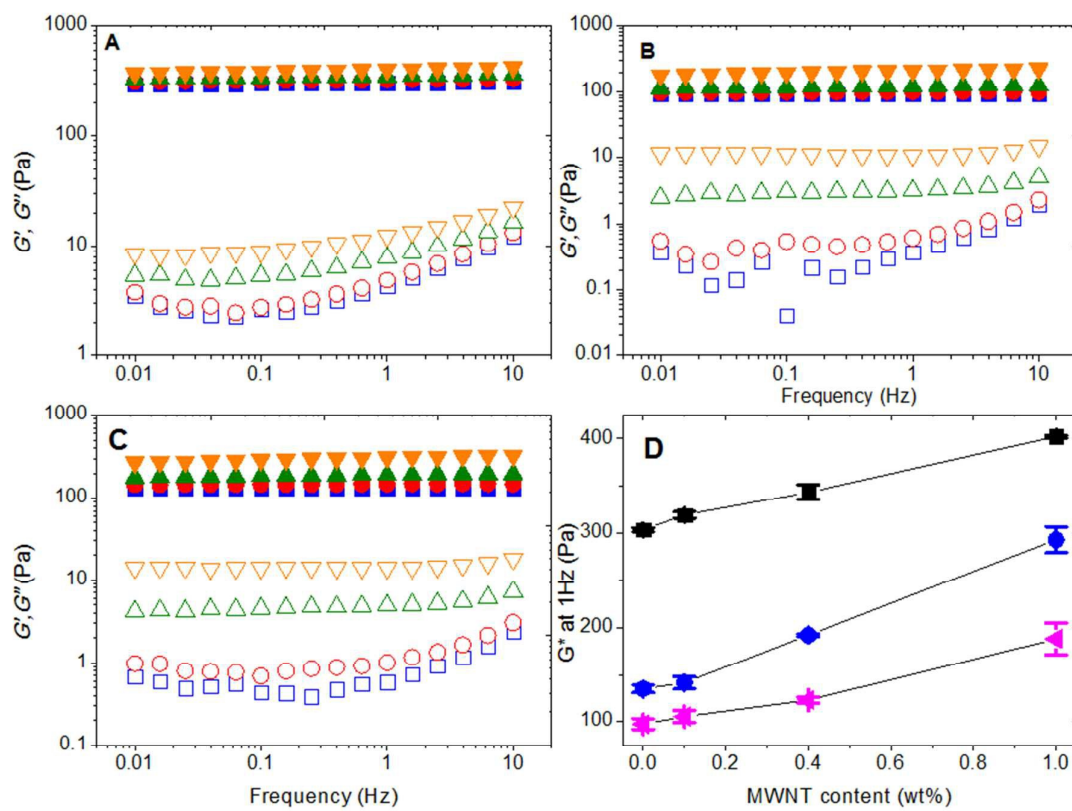 A
1000
100
10
1
G', G'' (Pa)
0.01 0.1 1 10
B
1000
100
10
1
0.1
0.01
G', G'' (Pa)
0.01 0.1 1 10
Frequency (Hz)
C
1000
100
10
1
0.1
G', G'' (Pa)
0.01 0.1 1 10
Frequency (Hz)
D
400
300
200
100
G* at 1Hz (Pa)
0.0 0.2 0.4 0.6 0.8 1.0
MWNT content (wt%)